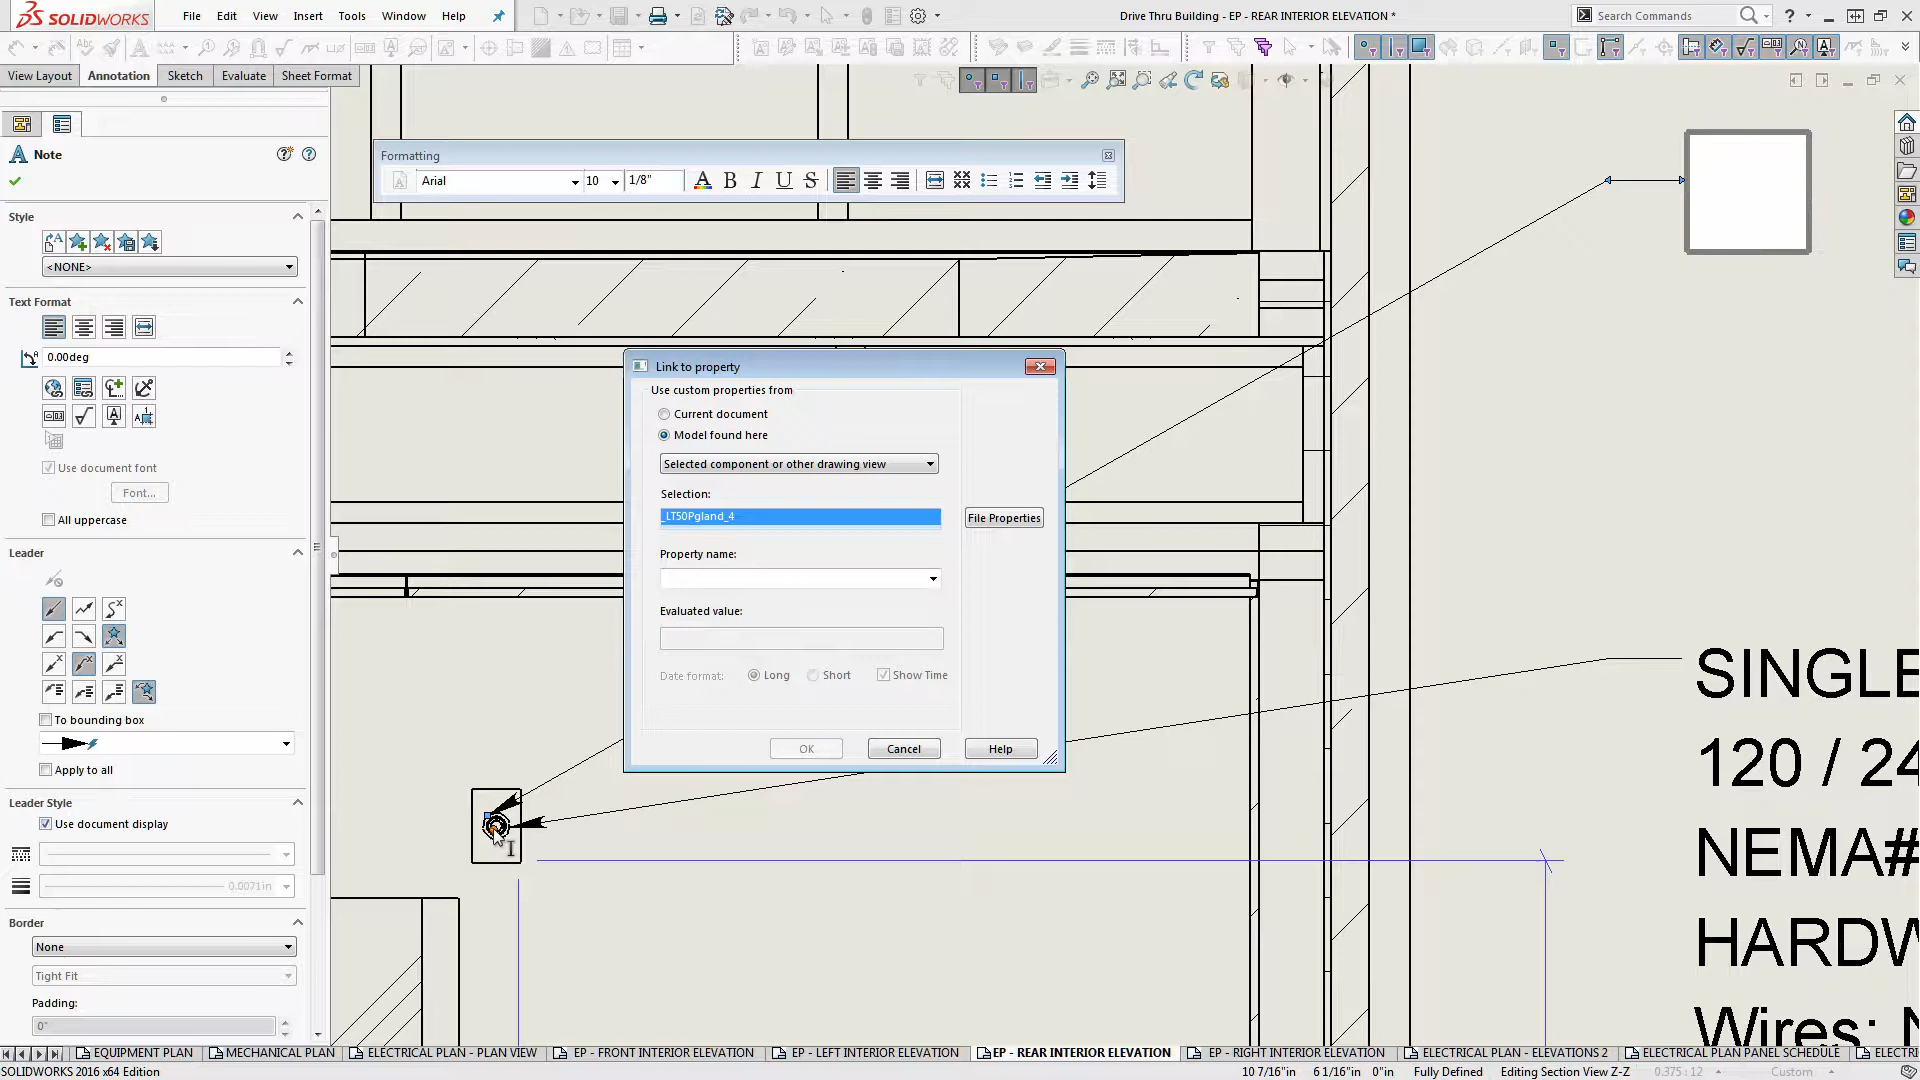 SOLIDWORKS
File Edit View Insert Tools Window Help
Drive Thru Building - EP - REAR INTERIOR ELEVATION *
Search Commands
View Layout Annotation Sketch Evaluate Sheet Format
Note
Style
<NONE>
Text Format
0.00deg
Use document font
Font...
All uppercase
Leader
To bounding box
Apply to all
Leader Style
Use document display
0.0071in
Border
None
Tight Fit
Padding:
0"
Formatting
Arial 10 1/8" A B I U S
Link to property
Use custom properties from
Current document
Model found here
Selected component or other drawing view
Selection:
_LT50Pgland_4
File Properties
Property name:
Evaluated value:
Date format: Long Short Show Time
OK Cancel Help
SINGLE
120 / 24
NEMA#
HARDW
Wires: N
EQUIPMENT PLAN MECHANICAL PLAN ELECTRICAL PLAN - PLAN VIEW EP - FRONT INTERIOR ELEVATION EP - LEFT INTERIOR ELEVATION EP - REAR INTERIOR ELEVATION EP - RIGHT INTERIOR ELEVATION ELECTRICAL PLAN - ELEVATIONS 2 ELECTRICAL PLAN PANEL SCHEDULE ELECTRI
SOLIDWORKS 2016 x64 Edition
10 7/16"in 6 1/16"in 0"in Fully Defined Editing Section View Z-Z 0.375 : 12 Custom